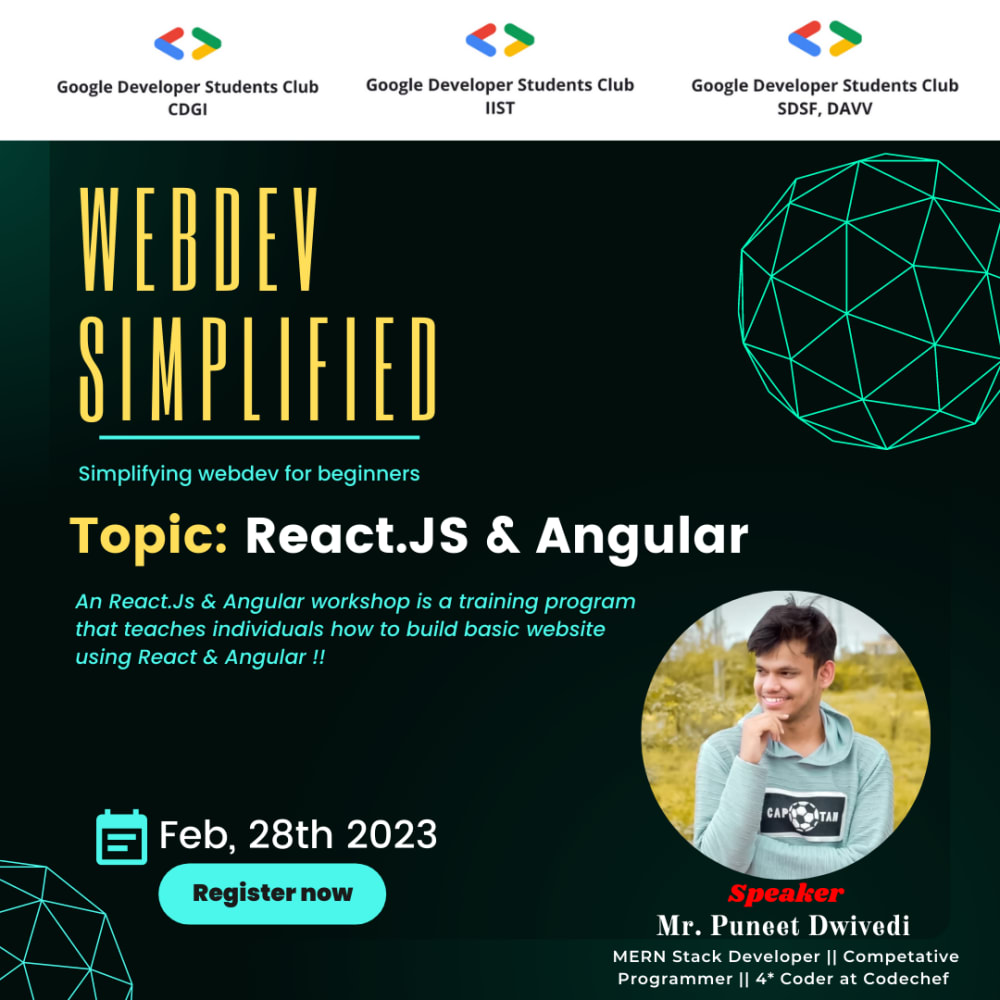 Google Developer Students Club
CDGI
Google Developer Students Club
IIST
Google Developer Students Club
SDSF, DAVV
WEBDEV
SIMPLIFIED
Simplifying webdev for beginners
Topic: React.JS & Angular
An React.Js & Angular workshop is a training program
that teaches individuals how to build basic website
using React & Angular !!
CAPTAN
Feb, 28th 2023
Register now
Speaker
Mr. Puneet Dwivedi
MERN Stack Developer || Competative
Programmer || 4* Coder at Codechef